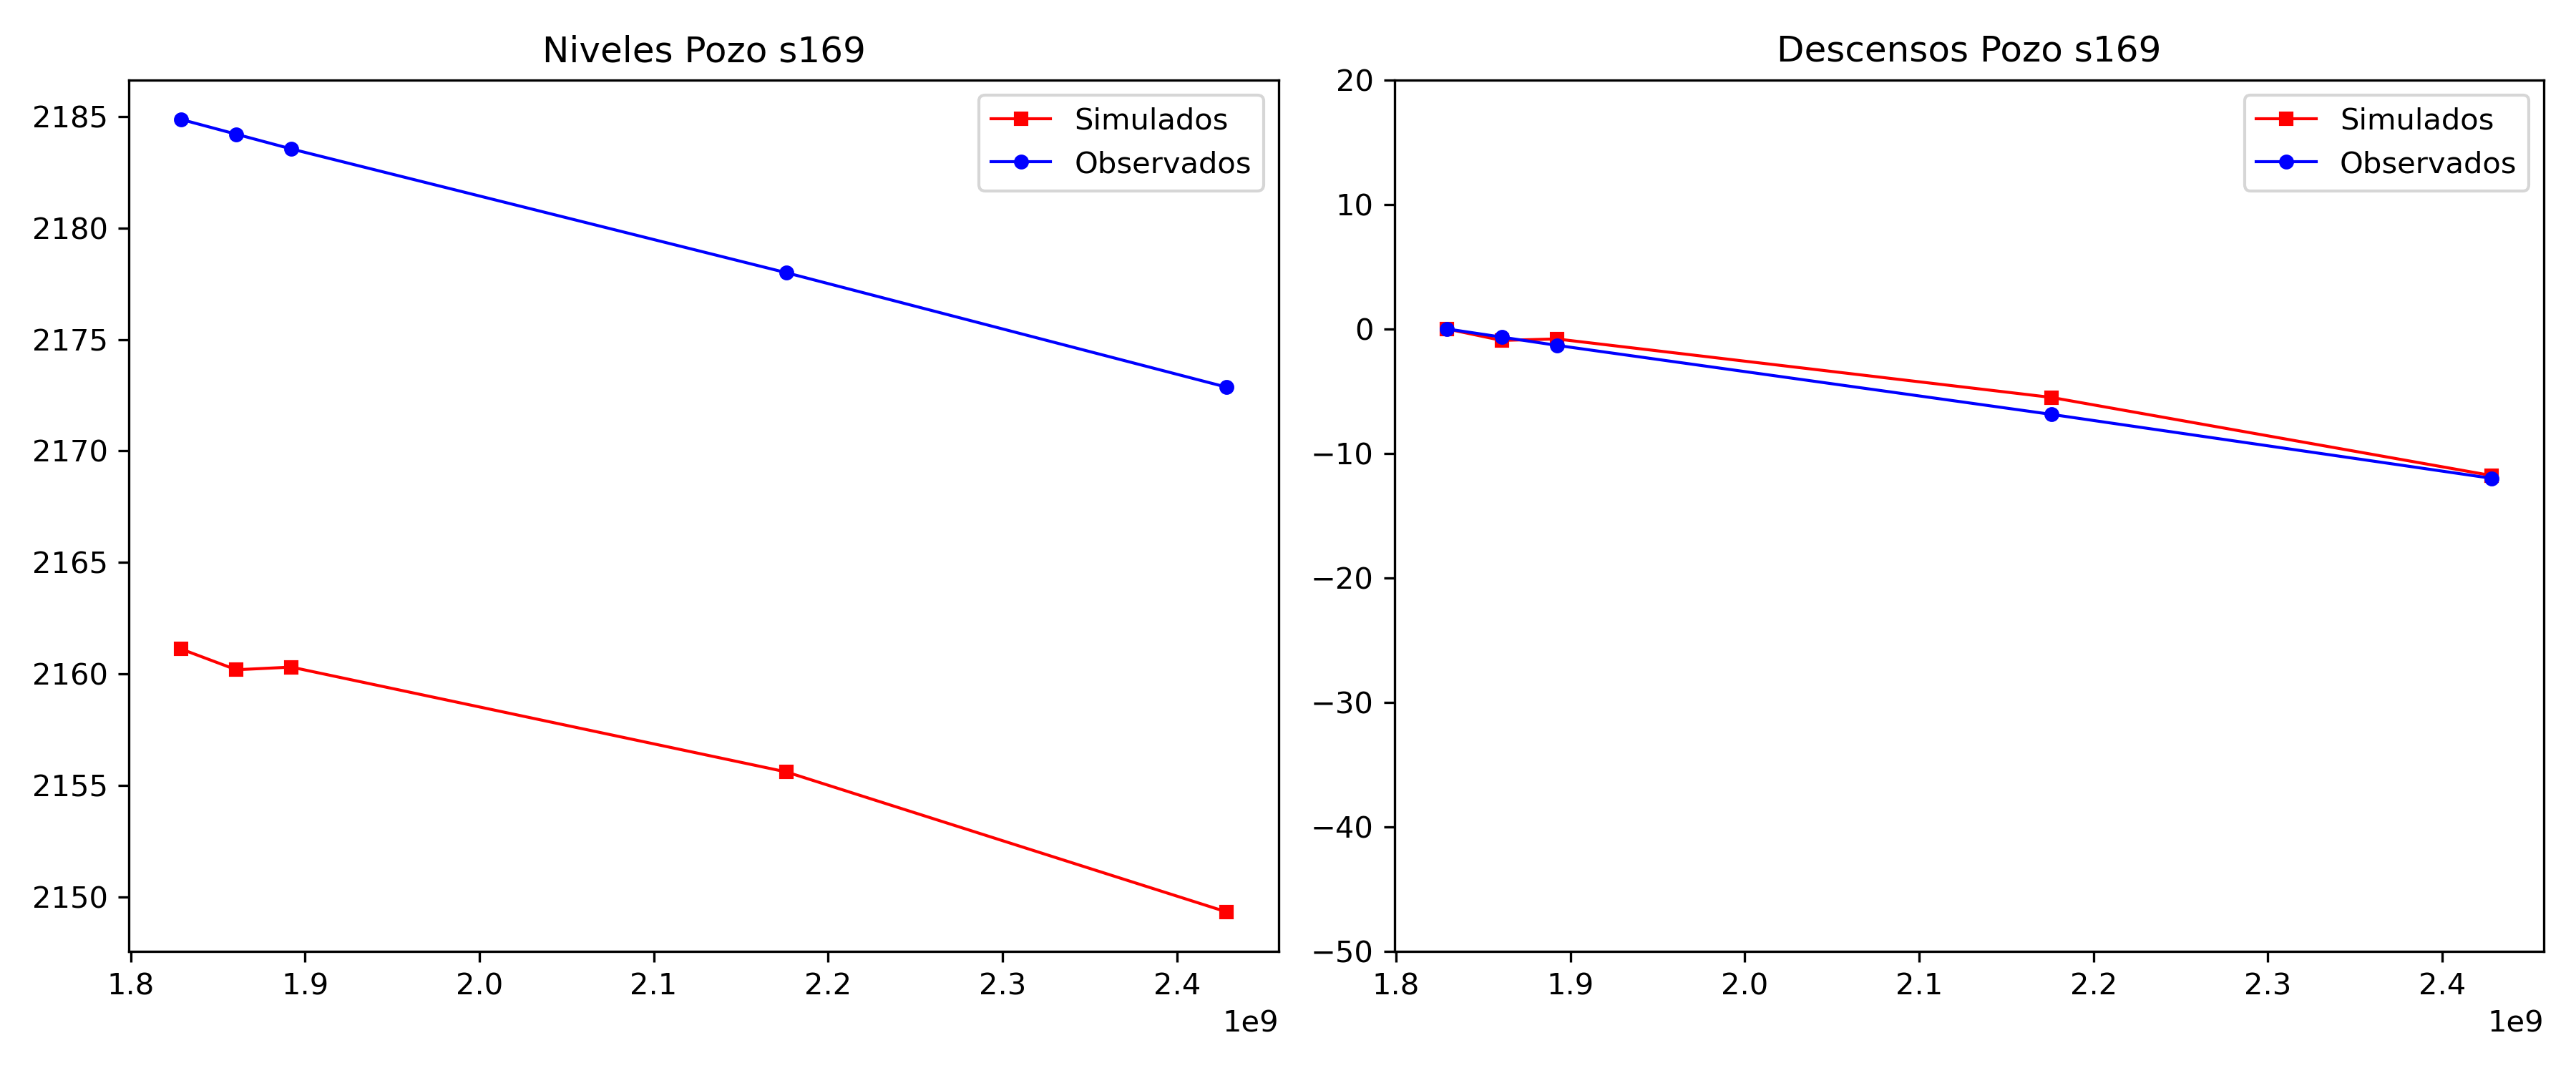 Niveles Pozo s169
2185
2180
2175
2170
2165
2160
2155
2150
1.8 1.9 2.0 2.1 2.2 2.3 2.4
1e9
Simulados
Observados
Descensos Pozo s169
20
10
0
−10
−20
−30
−40
−50
1.8 1.9 2.0 2.1 2.2 2.3 2.4
1e9
Simulados
Observados